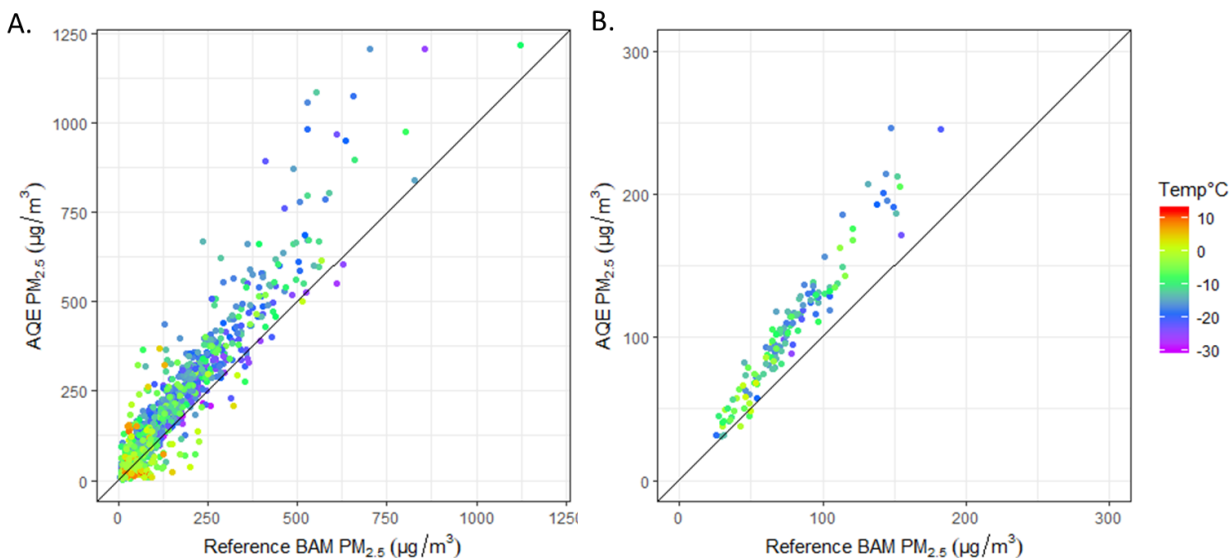 A.
1250
1000
750
500
250
0
AQE PM2.5 (µg/m³)
0 250 500 750 1000 1250
Reference BAM PM2.5 (µg/m³)
B.
300
200
100
0
AQE PM2.5 (µg/m³)
0 100 200 300
Reference BAM PM2.5 (µg/m³)
Temp°C
10
0
-10
-20
-30